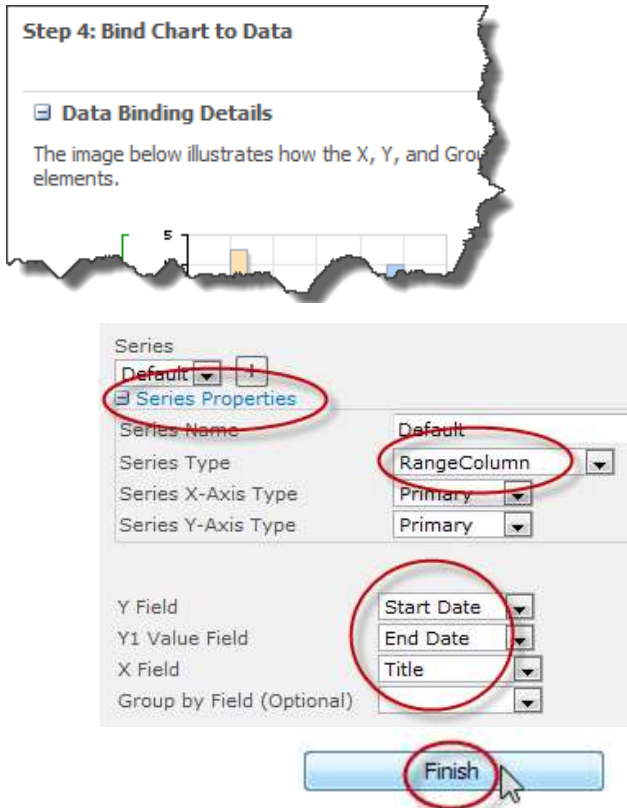 Step 4: Bind Chart to Data
Data Binding Details
The image below illustrates how the X, Y, and Grou
elements.
5
Series
Default +
Series Properties
Series Name Default
Series Type RangeColumn
Series X-Axis Type Primary
Series Y-Axis Type Primary
Y Field Start Date
Y1 Value Field End Date
X Field Title
Group by Field (Optional)
Finish